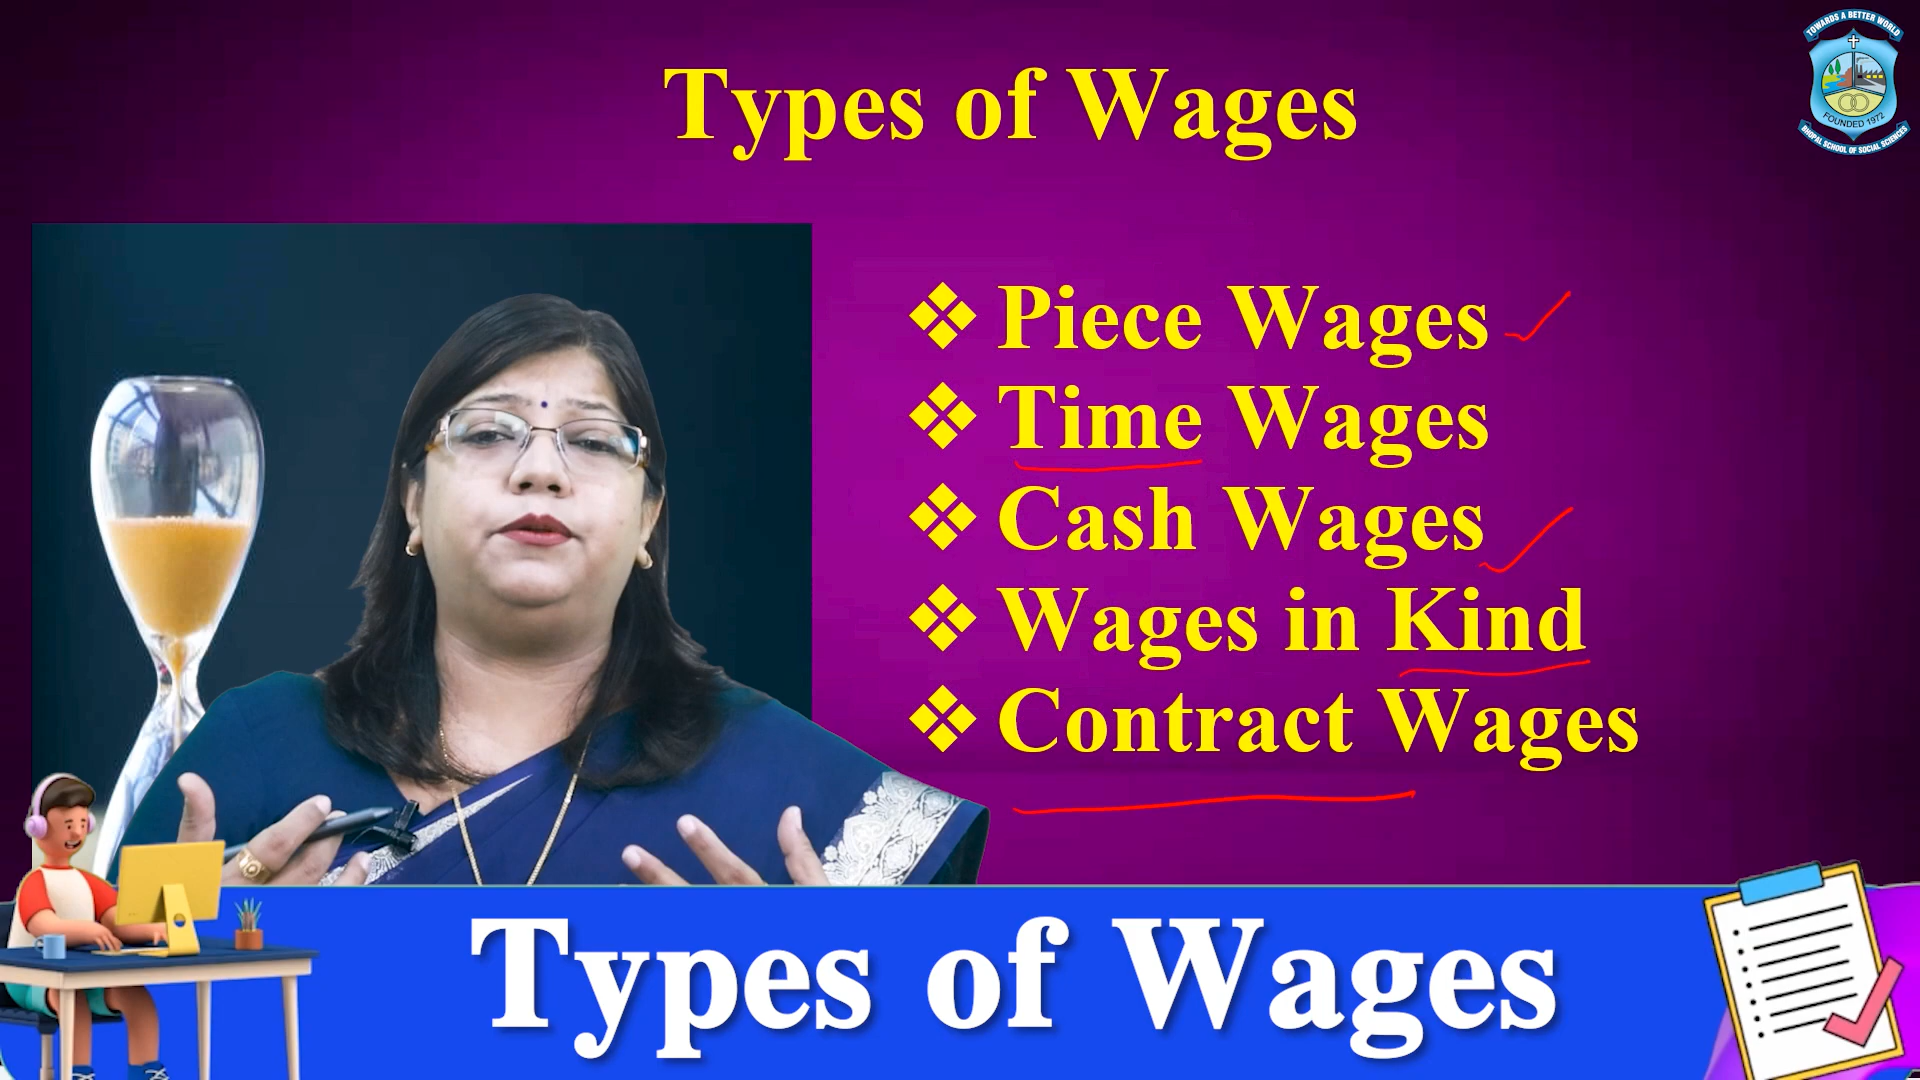 Types of Wages
TOWARDS A BETTER WORLD
FOUNDED 1972
BHOPAL SCHOOL OF SOCIAL SCIENCES
❖ Piece Wages
❖ Time Wages
❖ Cash Wages
❖ Wages in Kind
❖ Contract Wages
Types of Wages